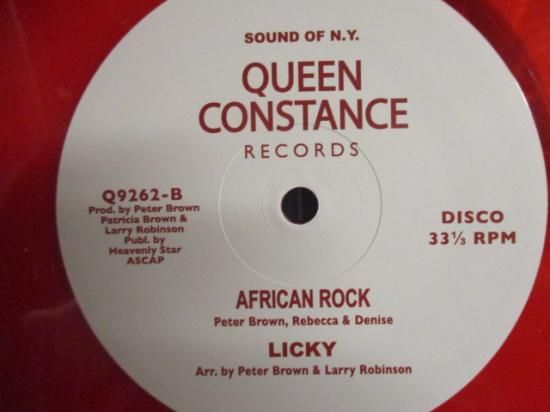 SOUND OF N.Y.
QUEEN
CONSTANCE
RECORDS
Q9262-B
Prod. by Peter Brown
Patricia Brown &
Larry Robinson
Publ. by
Heavenly Star
ASCAP
DISCO
33⅓ RPM
AFRICAN ROCK
Peter Brown, Rebecca & Denise
LICKY
Arr. by Peter Brown & Larry Robinson